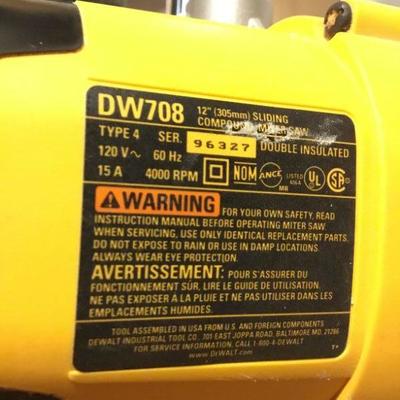 DW708 12" (305mm) SLIDING
COMPOUND MITER SAW
TYPE 4 SER. 96327 DOUBLE INSULATED
120 V~ 60 Hz
15 A 4000 RPM NOM ANCE MR LISTED UL SA
WARNING FOR YOUR OWN SAFETY, READ
INSTRUCTION MANUAL BEFORE OPERATING MITER SAW.
WHEN SERVICING, USE ONLY IDENTICAL REPLACEMENT PARTS.
DO NOT EXPOSE TO RAIN OR USE IN DAMP LOCATIONS.
ALWAYS WEAR EYE PROTECTION.
AVERTISSEMENT: POUR S'ASSURER DU
FONCTIONNEMENT SÛR, LIRE LE GUIDE DE L'UTILISATION.
NE PAS EXPOSER À LA PLUIE ET NE PAS UTILISER DANS LES
EMPLACEMENTS HUMIDES.
TOOL ASSEMBLED IN USA FROM U.S. AND FOREIGN COMPONENTS
DEWALT INDUSTRIAL TOOL CO., 701 EAST JOPPA ROAD, BALTIMORE MD. 21286
FOR SERVICE INFORMATION, CALL 1-800-4-DEWALT
www.DEWALT.com